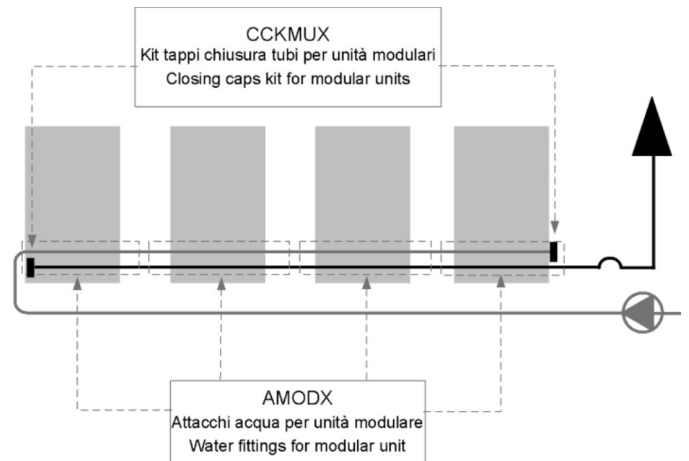 CCKMUX
Kit tappi chiusura tubi per unità modulari
Closing caps kit for modular units
AMODX
Attacchi acqua per unità modulare
Water fittings for modular unit